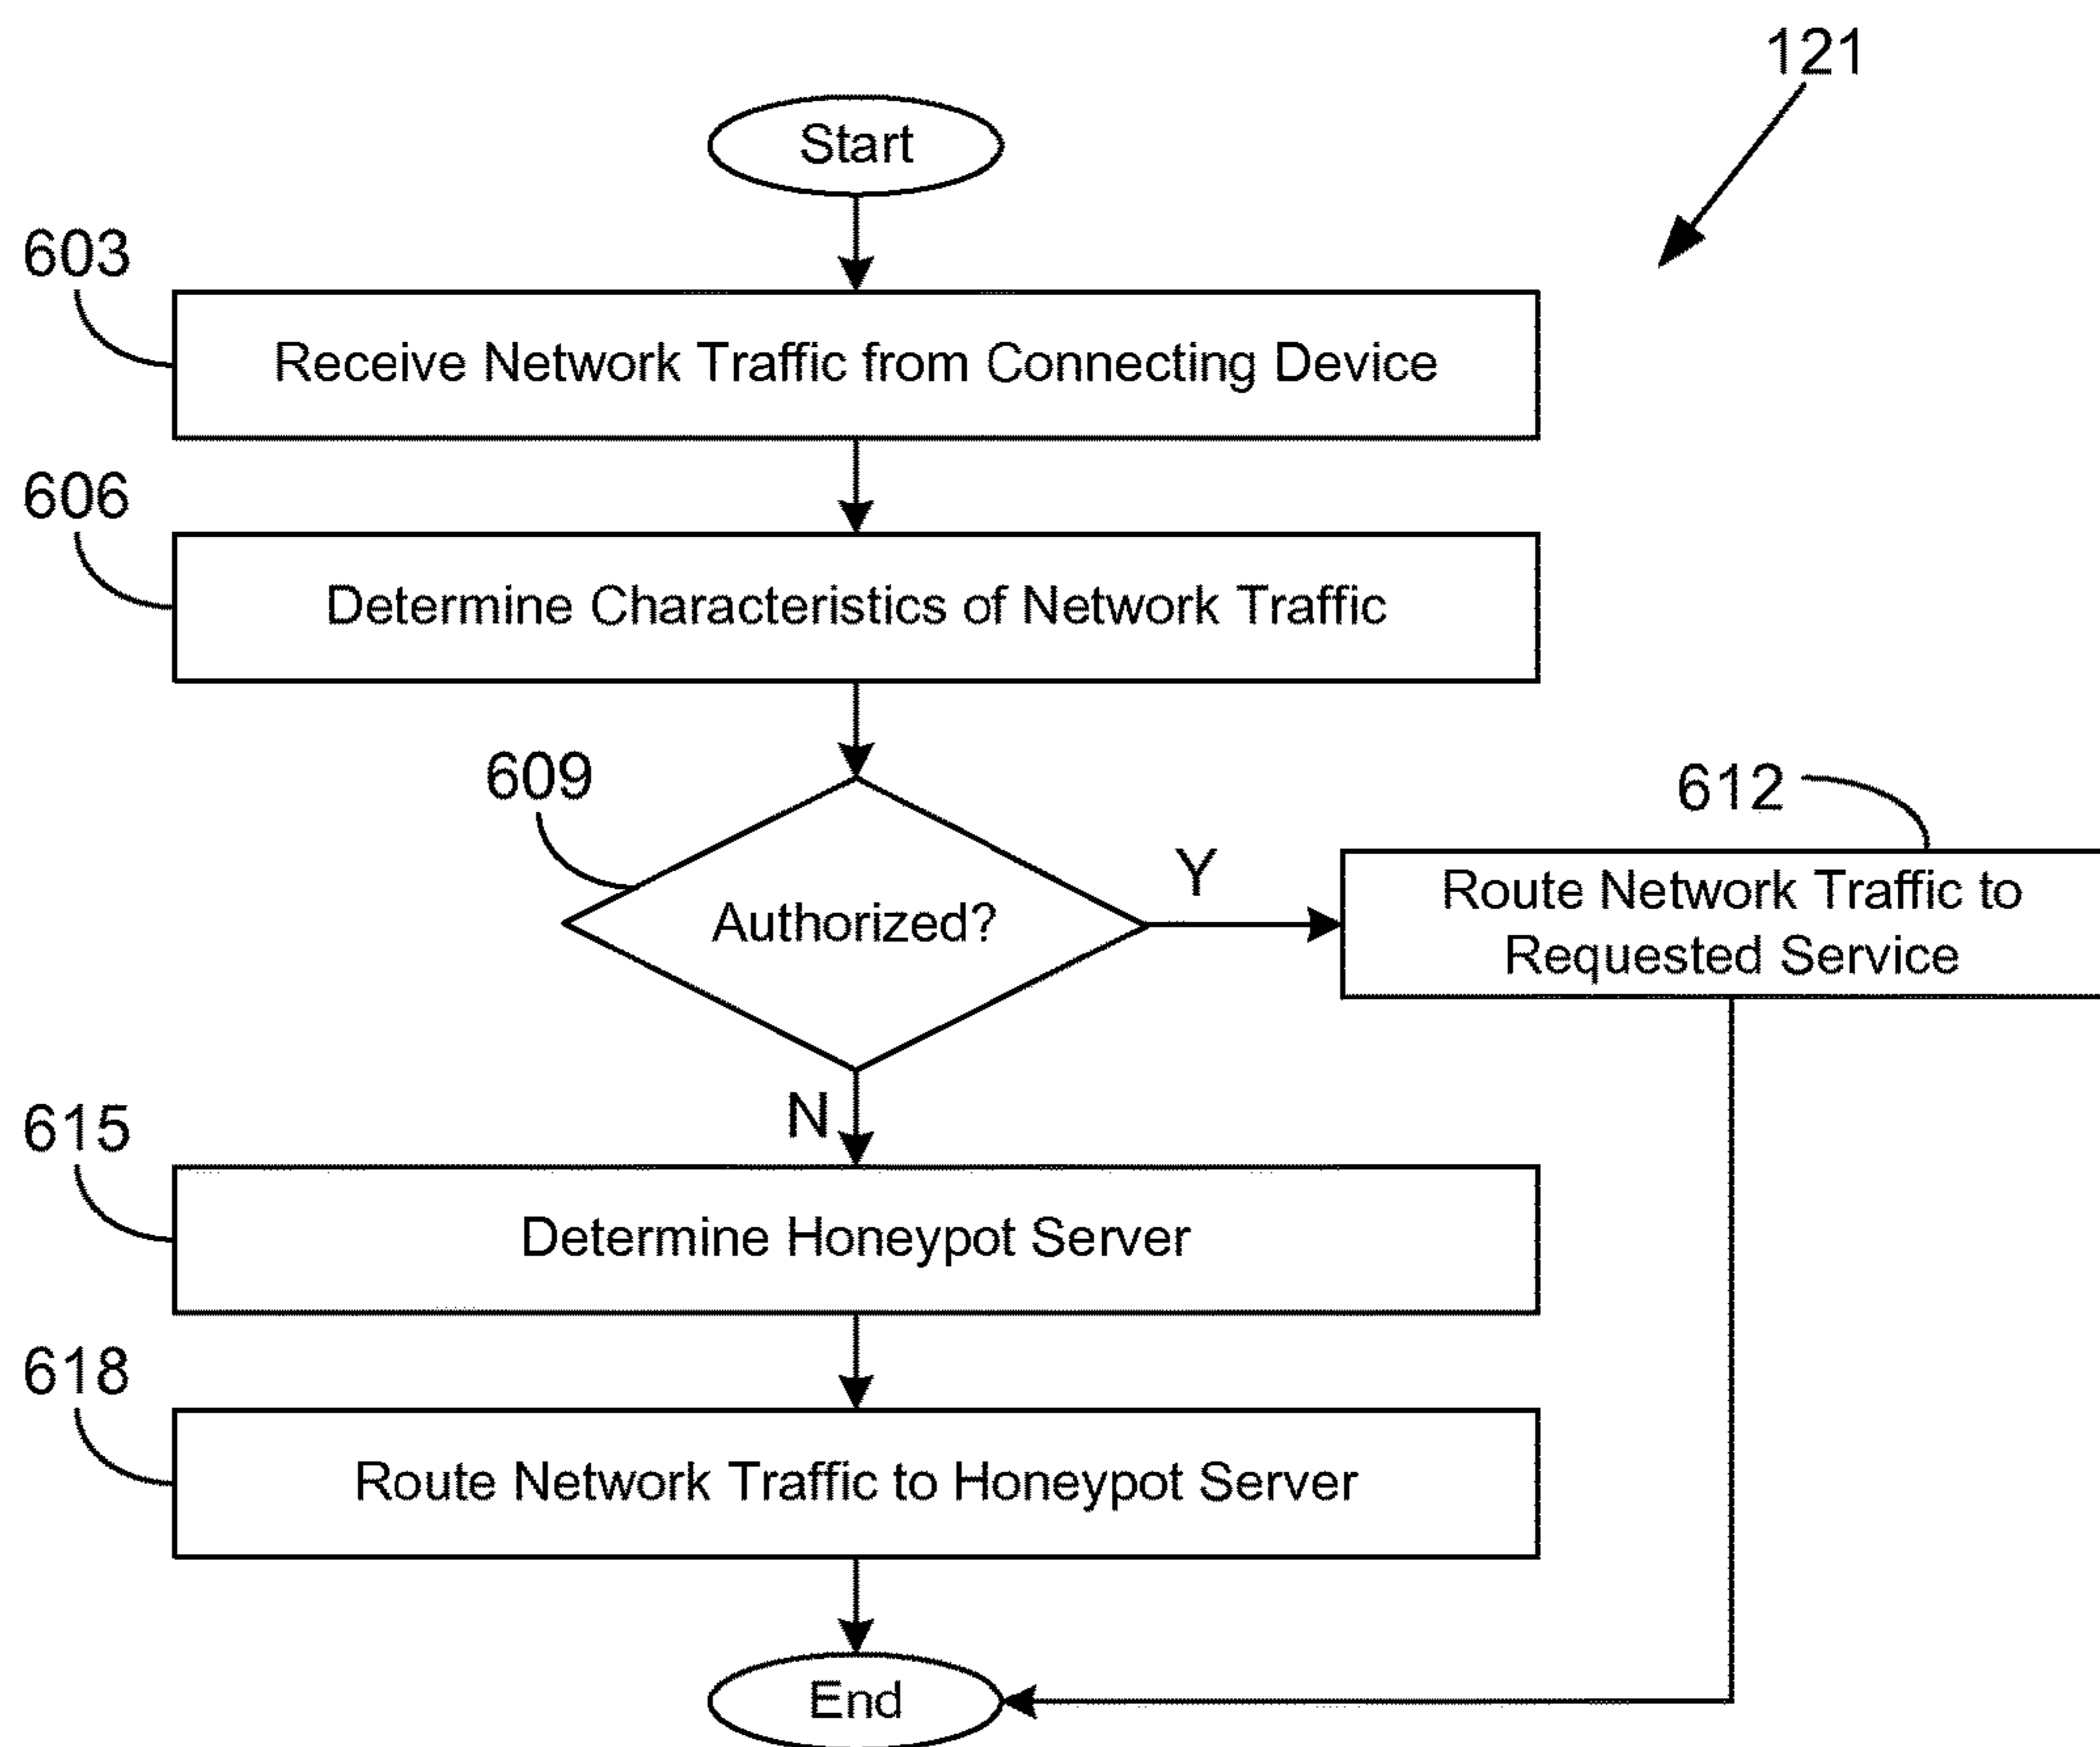 121
Start
603
Receive Network Traffic from Connecting Device
606
Determine Characteristics of Network Traffic
609
Authorized?
Y
612
Route Network Traffic to
Requested Service
N
615
Determine Honeypot Server
618
Route Network Traffic to Honeypot Server
End